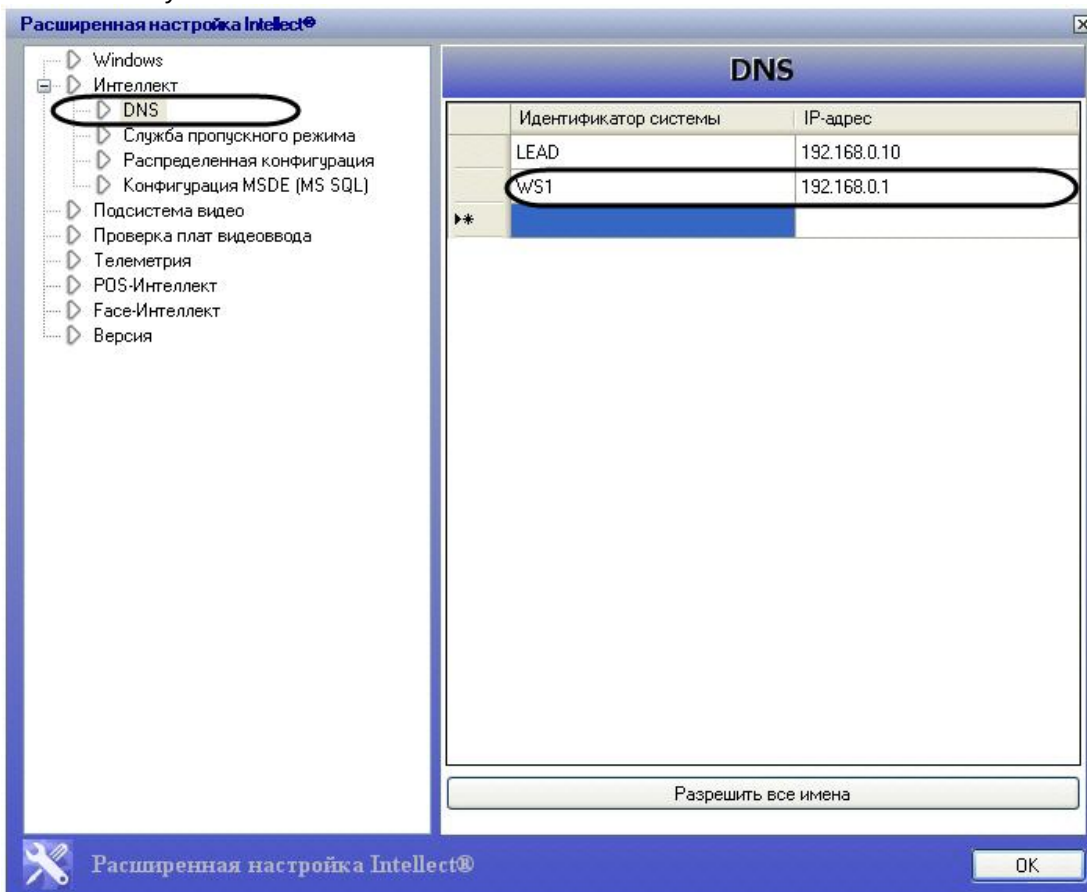 Расширенная настройка Intellect®
Windows
Интеллект
DNS
Служба пропускного режима
Распределенная конфигурация
Конфигурация MSDE (MS SQL)
Подсистема видео
Проверка плат видеоввода
Телеметрия
POS-Интеллект
Face-Интеллект
Версия
DNS
Идентификатор системы IP-адрес
LEAD 192.168.0.10
WS1 192.168.0.1
Разрешить все имена
Расширенная настройка Intellect®
OK